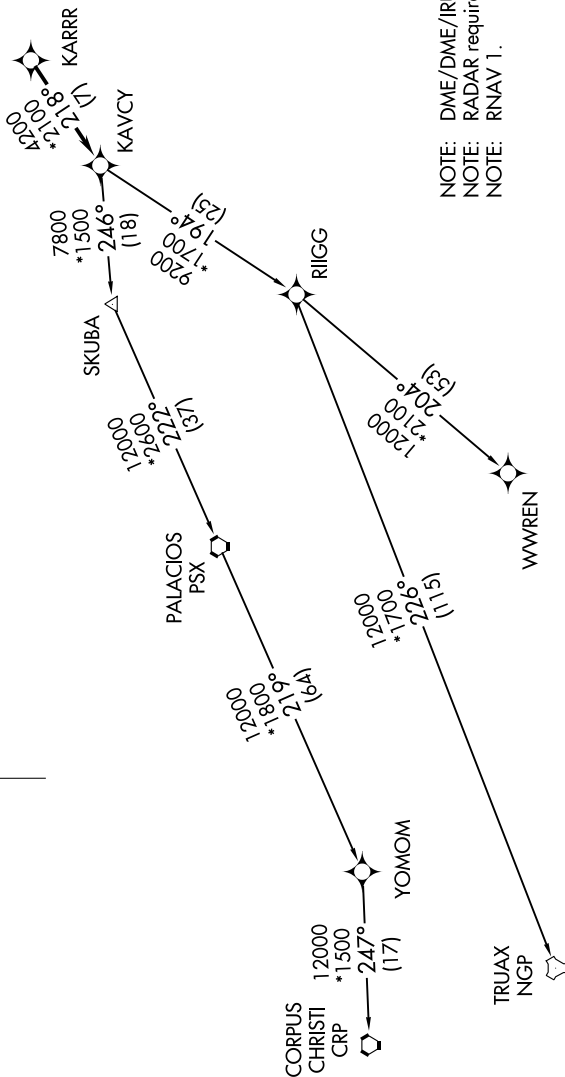 KARRR
4200
*2100
218°
(7)
KAVCY
7800
*1500
246°
(18)
SKUBA
9200
*1700
194°
(25)
RIIGG
12000
*2600
222°
(37)
PALACIOS
PSX
12000
*2100
204°
(53)
WWREN
12000
*1800
219°
(64)
12000
*1700
226°
(115)
YOMOM
12000
*1500
247°
(17)
CORPUS
CHRISTI
CRP
TRUAX
NGP
NOTE: DME/DME/IRU
NOTE: RADAR require
NOTE: RNAV 1.